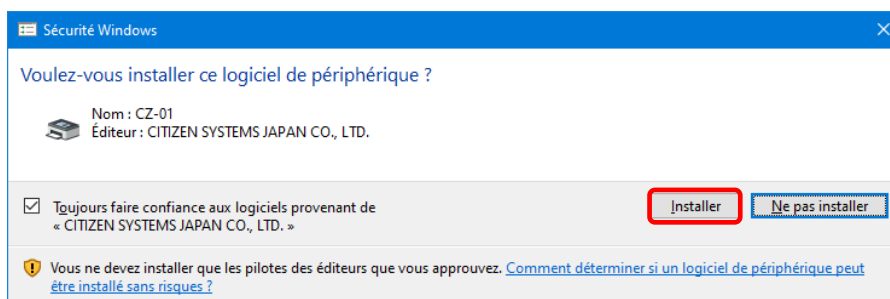 Sécurité Windows
Voulez-vous installer ce logiciel de périphérique ?
Nom : CZ-01
Éditeur : CITIZEN SYSTEMS JAPAN CO., LTD.
Toujours faire confiance aux logiciels provenant de
« CITIZEN SYSTEMS JAPAN CO., LTD. »
Installer
Ne pas installer
Vous ne devez installer que les pilotes des éditeurs que vous approuvez. Comment déterminer si un logiciel de périphérique peut
être installé sans risques ?